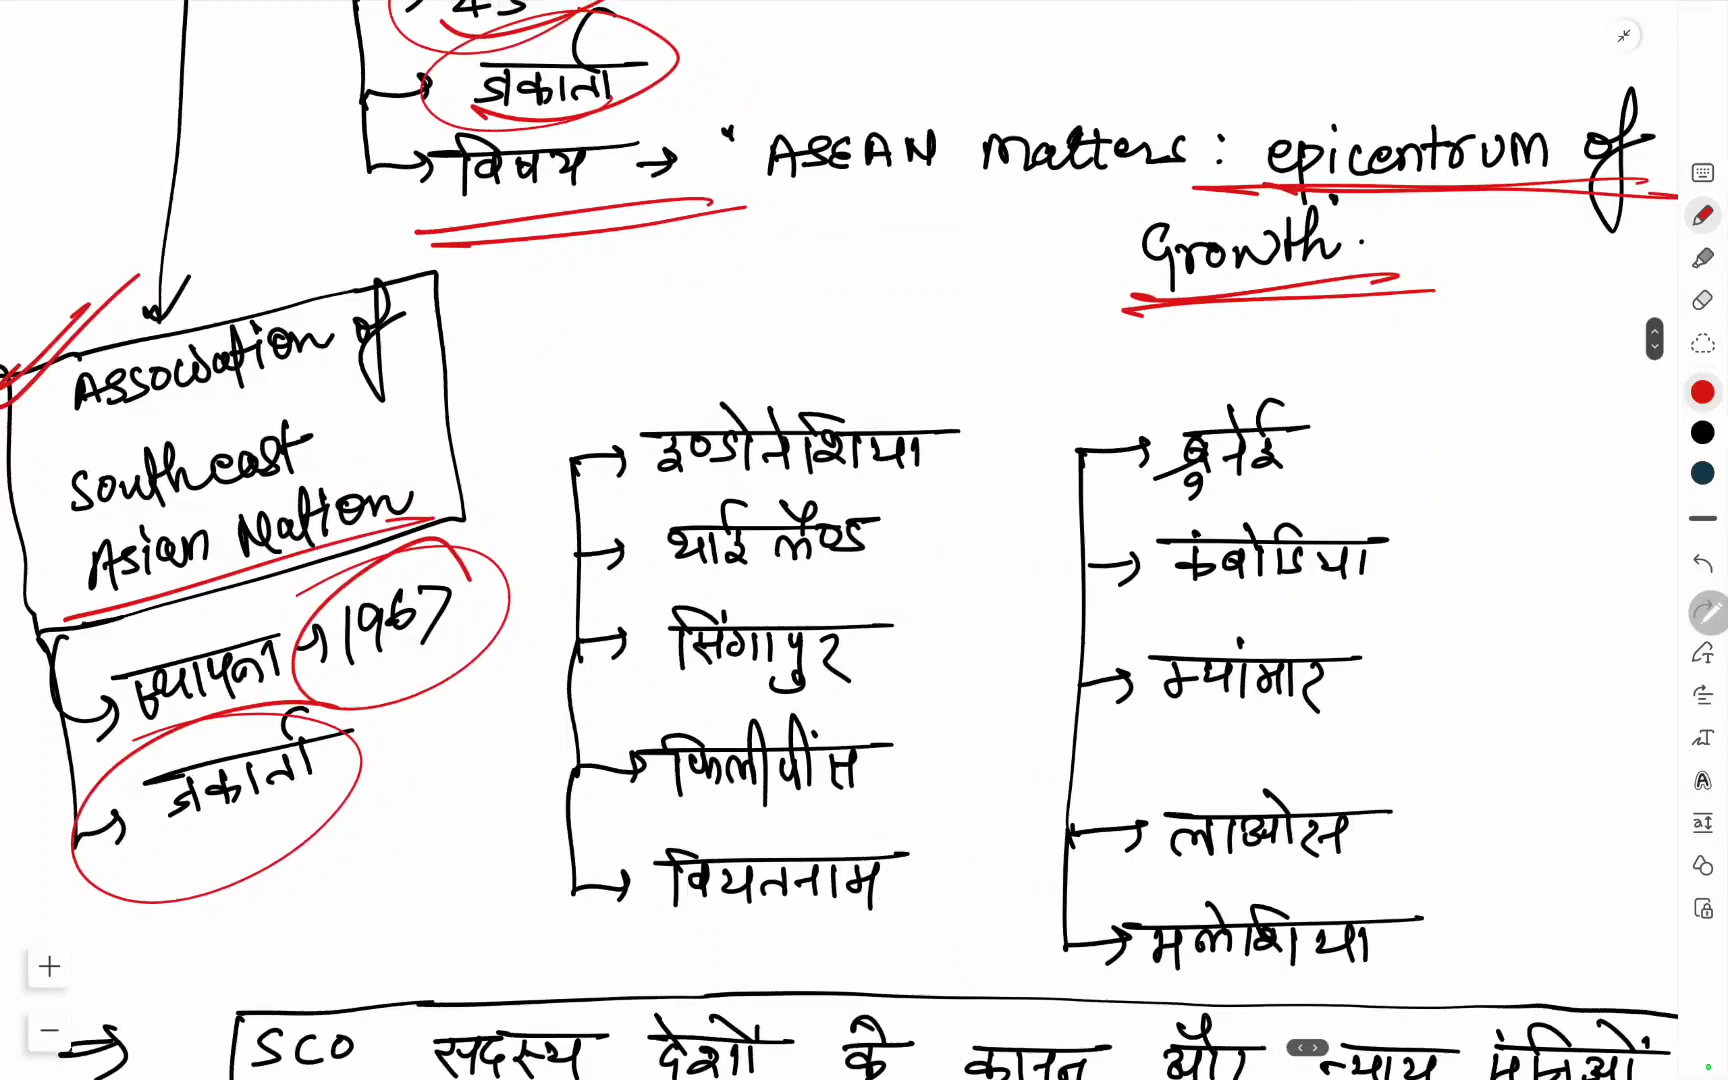 43
जकार्ता
विषय → "ASEAN Matters: epicentrum of
Growth"
Association of
Southeast
Asian Nation
स्थापना → 1967
जकार्ता
इण्डोनेशिया
थाईलैण्ड
सिंगापुर
फिलीपींस
वियतनाम
ब्रुनेई
कंबोडिया
म्यांमार
लाओस
मलेशिया
SCO सदस्य देशों के कानून और न्याय मंत्रिओं